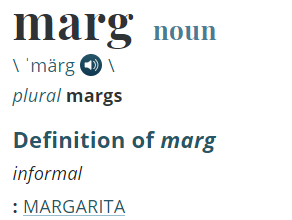 marg noun
\ ˈmärg \
plural margs
Definition of marg
informal
: MARGARITA